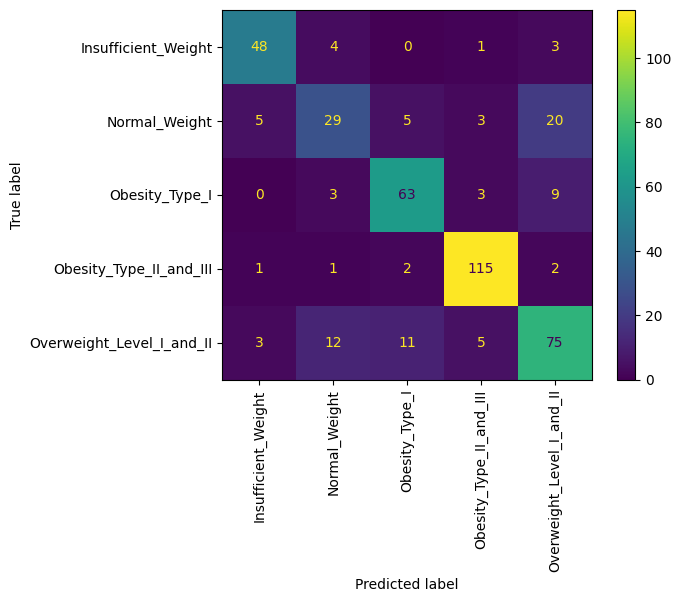 True label
Insufficient_Weight 48 4 0 1 3
Normal_Weight 5 29 5 3 20
Obesity_Type_I 0 3 63 3 9
Obesity_Type_II_and_III 1 1 2 115 2
Overweight_Level_I_and_II 3 12 11 5 75
Insufficient_Weight
Normal_Weight
Obesity_Type_I
Obesity_Type_II_and_III
Overweight_Level_I_and_II
Predicted label
100
80
60
40
20
0